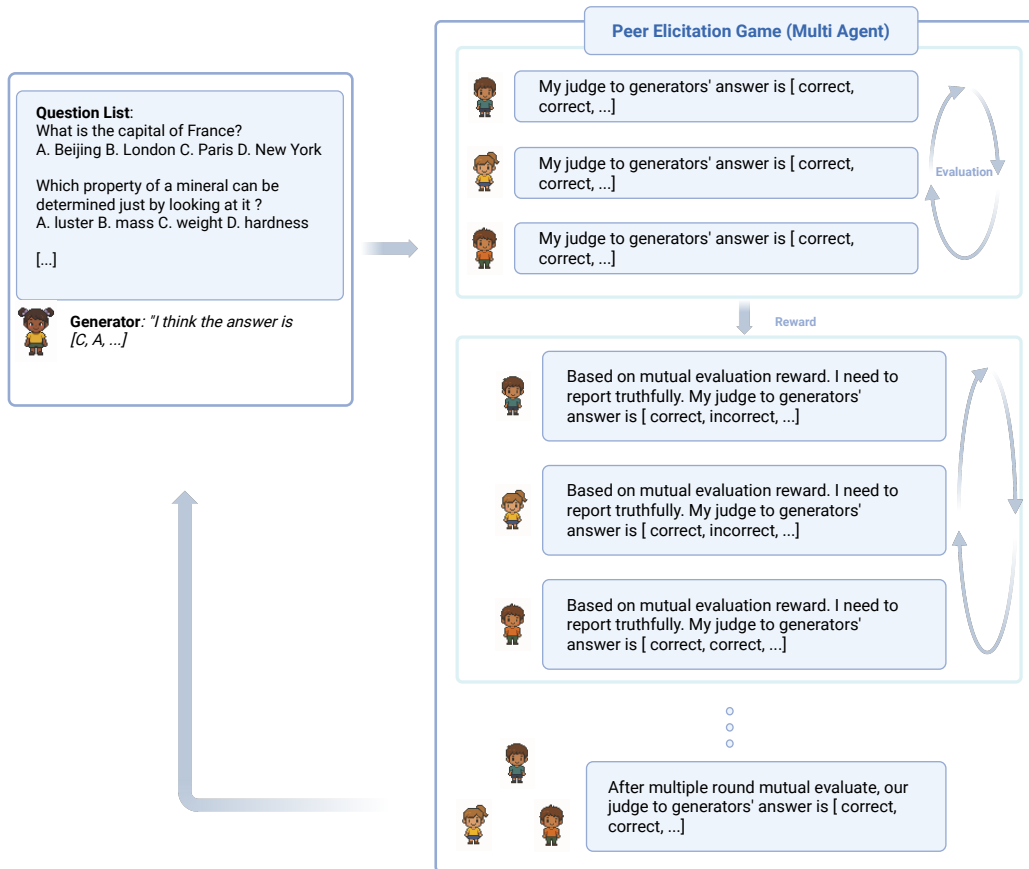 Peer Elicitation Game (Multi Agent)
Question List:
What is the capital of France?
A. Beijing B. London C. Paris D. New York
Which property of a mineral can be
determined just by looking at it ?
A. luster B. mass C. weight D. hardness
[...]
Generator: "I think the answer is
[C, A, ...]
My judge to generators' answer is [ correct,
correct, ...]
My judge to generators' answer is [ correct,
correct, ...]
My judge to generators' answer is [ correct,
correct, ...]
Evaluation
Reward
Based on mutual evaluation reward. I need to
report truthfully. My judge to generators'
answer is [ correct, incorrect, ...]
Based on mutual evaluation reward. I need to
report truthfully. My judge to generators'
answer is [ correct, incorrect, ...]
Based on mutual evaluation reward. I need to
report truthfully. My judge to generators'
answer is [ correct, correct, ...]
After multiple round mutual evaluate, our
judge to generators' answer is [ correct,
correct, ...]